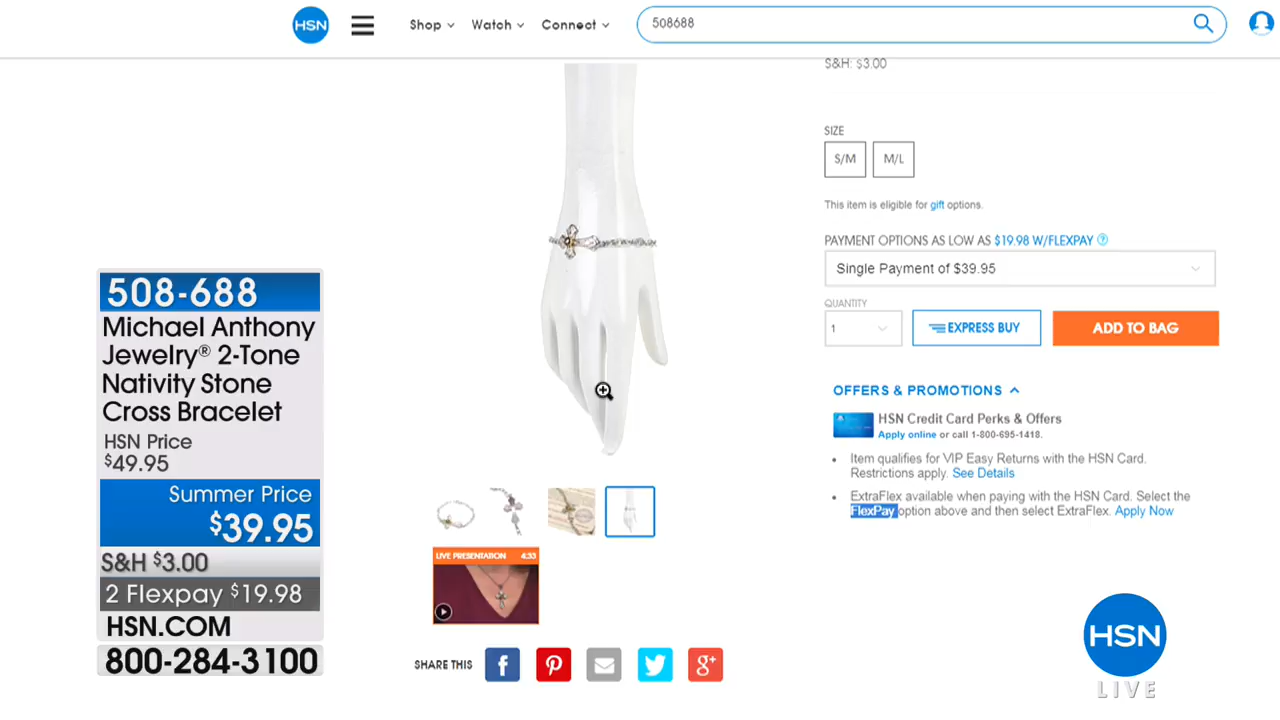 HSN
Shop
Watch
Connect
508688
S&H: $3.00
SIZE
S/M
M/L
This item is eligible for gift options.
PAYMENT OPTIONS AS LOW AS $19.98 W/FLEXPAY ?
Single Payment of $39.95
QUANTITY
1
EXPRESS BUY
ADD TO BAG
OFFERS & PROMOTIONS
HSN Credit Card Perks & Offers
Apply online or call 1-800-695-1418.
• Item qualifies for VIP Easy Returns with the HSN Card.
Restrictions apply. See Details
• ExtraFlex available when paying with the HSN Card. Select the
FlexPay option above and then select ExtraFlex. Apply Now
508-688
Michael Anthony
Jewelry® 2-Tone
Nativity Stone
Cross Bracelet
HSN Price
$49.95
Summer Price
$39.95
S&H $3.00
2 Flexpay $19.98
HSN.COM
800-284-3100
LIVE PRESENTATION 4:33
SHARE THIS
f
g+
HSN
LIVE